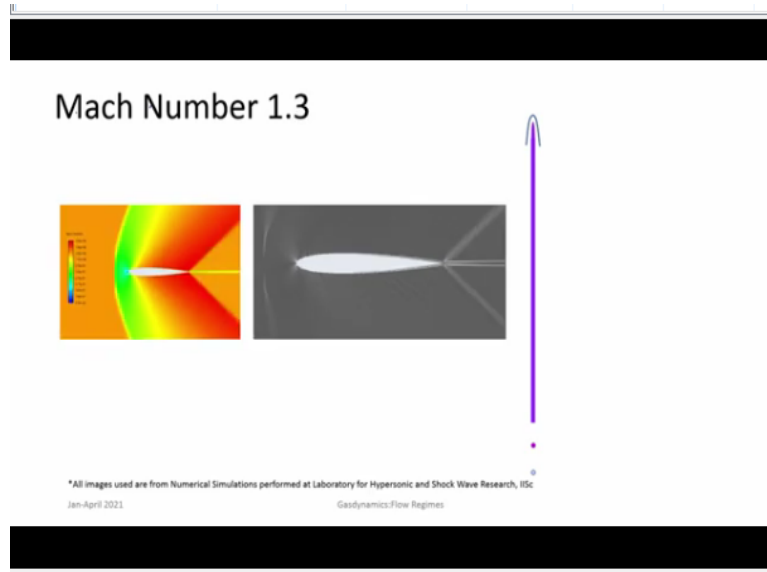 Mach Number 1.3
*All images used are from Numerical Simulations performed at Laboratory for Hypersonic and Shock Wave Research, IISc
Jan-April 2021
Gasdynamics:Flow Regimes